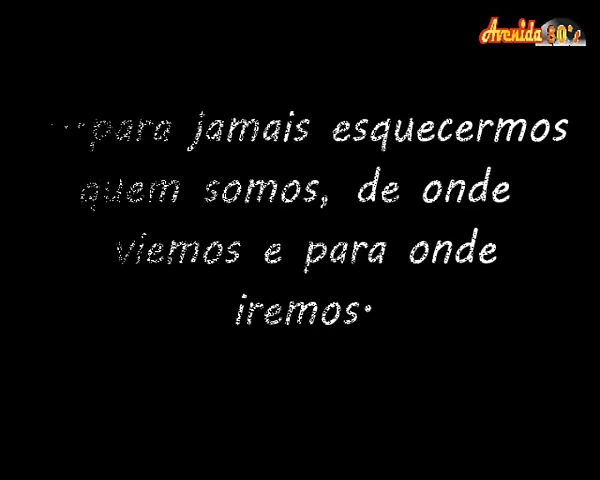 Avenida 80's
...para jamais esquecermos
quem somos, de onde
viemos e para onde
iremos.